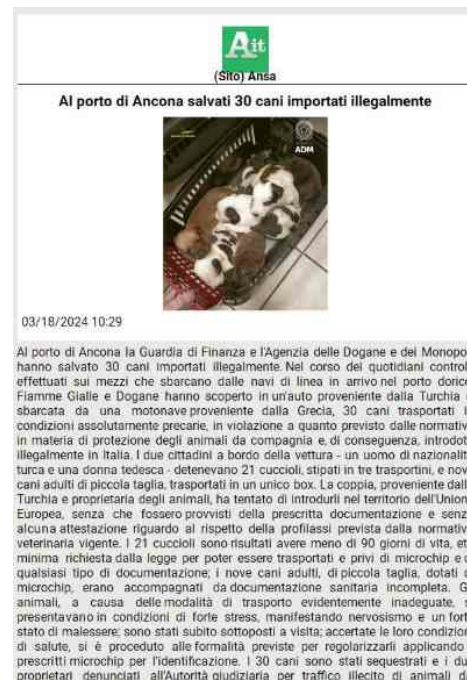 Ait
(Sito) Ansa
Al porto di Ancona salvati 30 cani importati illegalmente
ADM
03/18/2024 10:29
Al porto di Ancona la Guardia di Finanza e l'Agenzia delle Dogane e dei Monopo
hanno salvato 30 cani importati illegalmente. Nel corso dei quotidiani control
effettuati sui mezzi che sbarcano dalle navi di linea in arrivo nel porto doric
Fiamme Gialle e Dogane hanno scoperto in un'auto proveniente dalla Turchia
sbarcata da una motonave proveniente dalla Grecia, 30 cani trasportati i
condizioni assolutamente precarie, in violazione a quanto previsto dalle normativ
in materia di protezione degli animali da compagnia e, di conseguenza, introdot
illegalmente in Italia. I due cittadini a bordo della vettura - un uomo di nazionalit
turca e una donna tedesca - detenevano 21 cuccioli, stipati in tre trasportini, e nov
cani adulti di piccola taglia, trasportati in un unico box. La coppia, proveniente dall
Turchia e proprietaria degli animali, ha tentato di introdurli nel territorio dell'Union
Europea, senza che fossero provvisti della prescritta documentazione e senz
alcuna attestazione riguardo al rispetto della profilassi prevista dalla normativ
veterinaria vigente. I 21 cuccioli sono risultati avere meno di 90 giorni di vita, et
minima richiesta dalla legge per poter essere trasportati e privi di microchip e d
qualsiasi tipo di documentazione; i nove cani adulti, di piccola taglia, dotati d
microchip, erano accompagnati da documentazione sanitaria incompleta. G
animali, a causa delle modalità di trasporto evidentemente inadeguate,
presentavano in condizioni di forte stress, manifestando nervosismo e un fort
stato di malessere; sono stati subito sottoposti a visita; accertate le loro condizion
di salute, si è proceduto alle formalità previste per regolarizzarli applicando
prescritti microchip per l'identificazione. I 30 cani sono stati sequestrati e i du
proprietari denunciati all'Autorità giudiziaria per traffico illecito di animali d